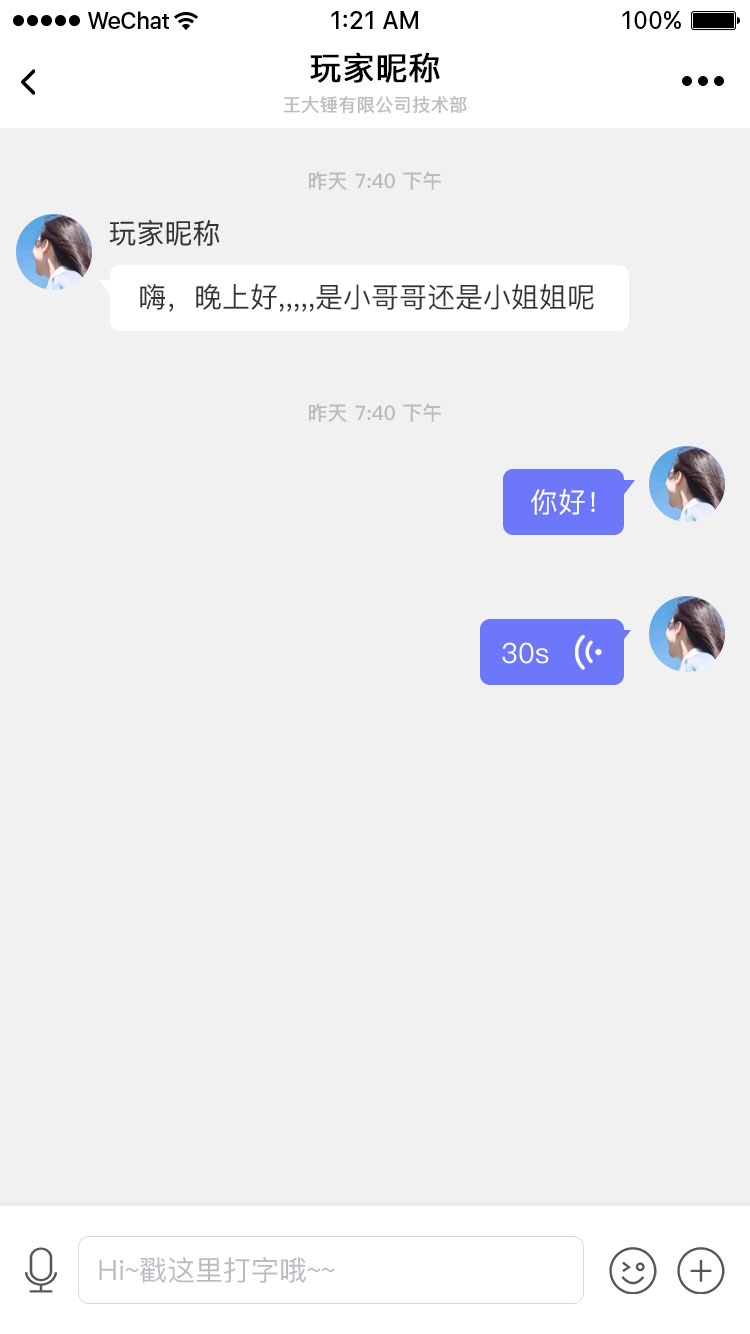 WeChat 1:21 AM 100%
玩家昵称
王大锤有限公司技术部
昨天 7:40 下午
玩家昵称
嗨，晚上好,,,,,是小哥哥还是小姐姐呢
昨天 7:40 下午
你好！
30s
Hi~戳这里打字哦~~